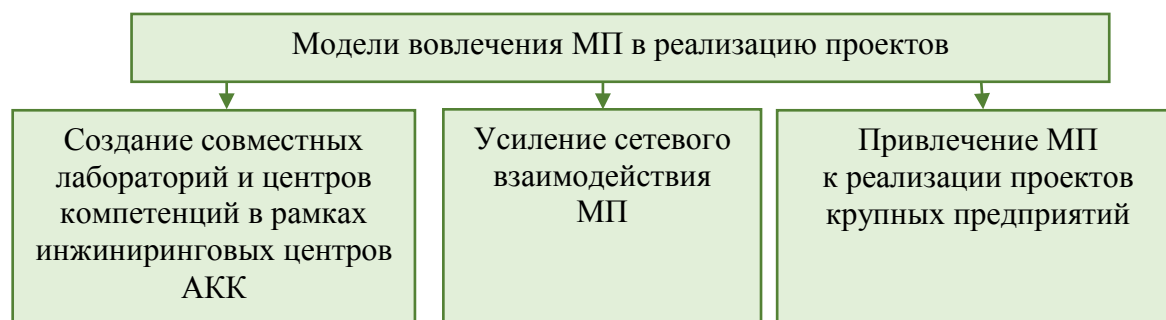 Модели вовлечения МП в реализацию проектов
Создание совместных
лабораторий и центров
компетенций в рамках
инжиниринговых центров
АКК
Усиление сетевого
взаимодействия
МП
Привлечение МП
к реализации проектов
крупных предприятий